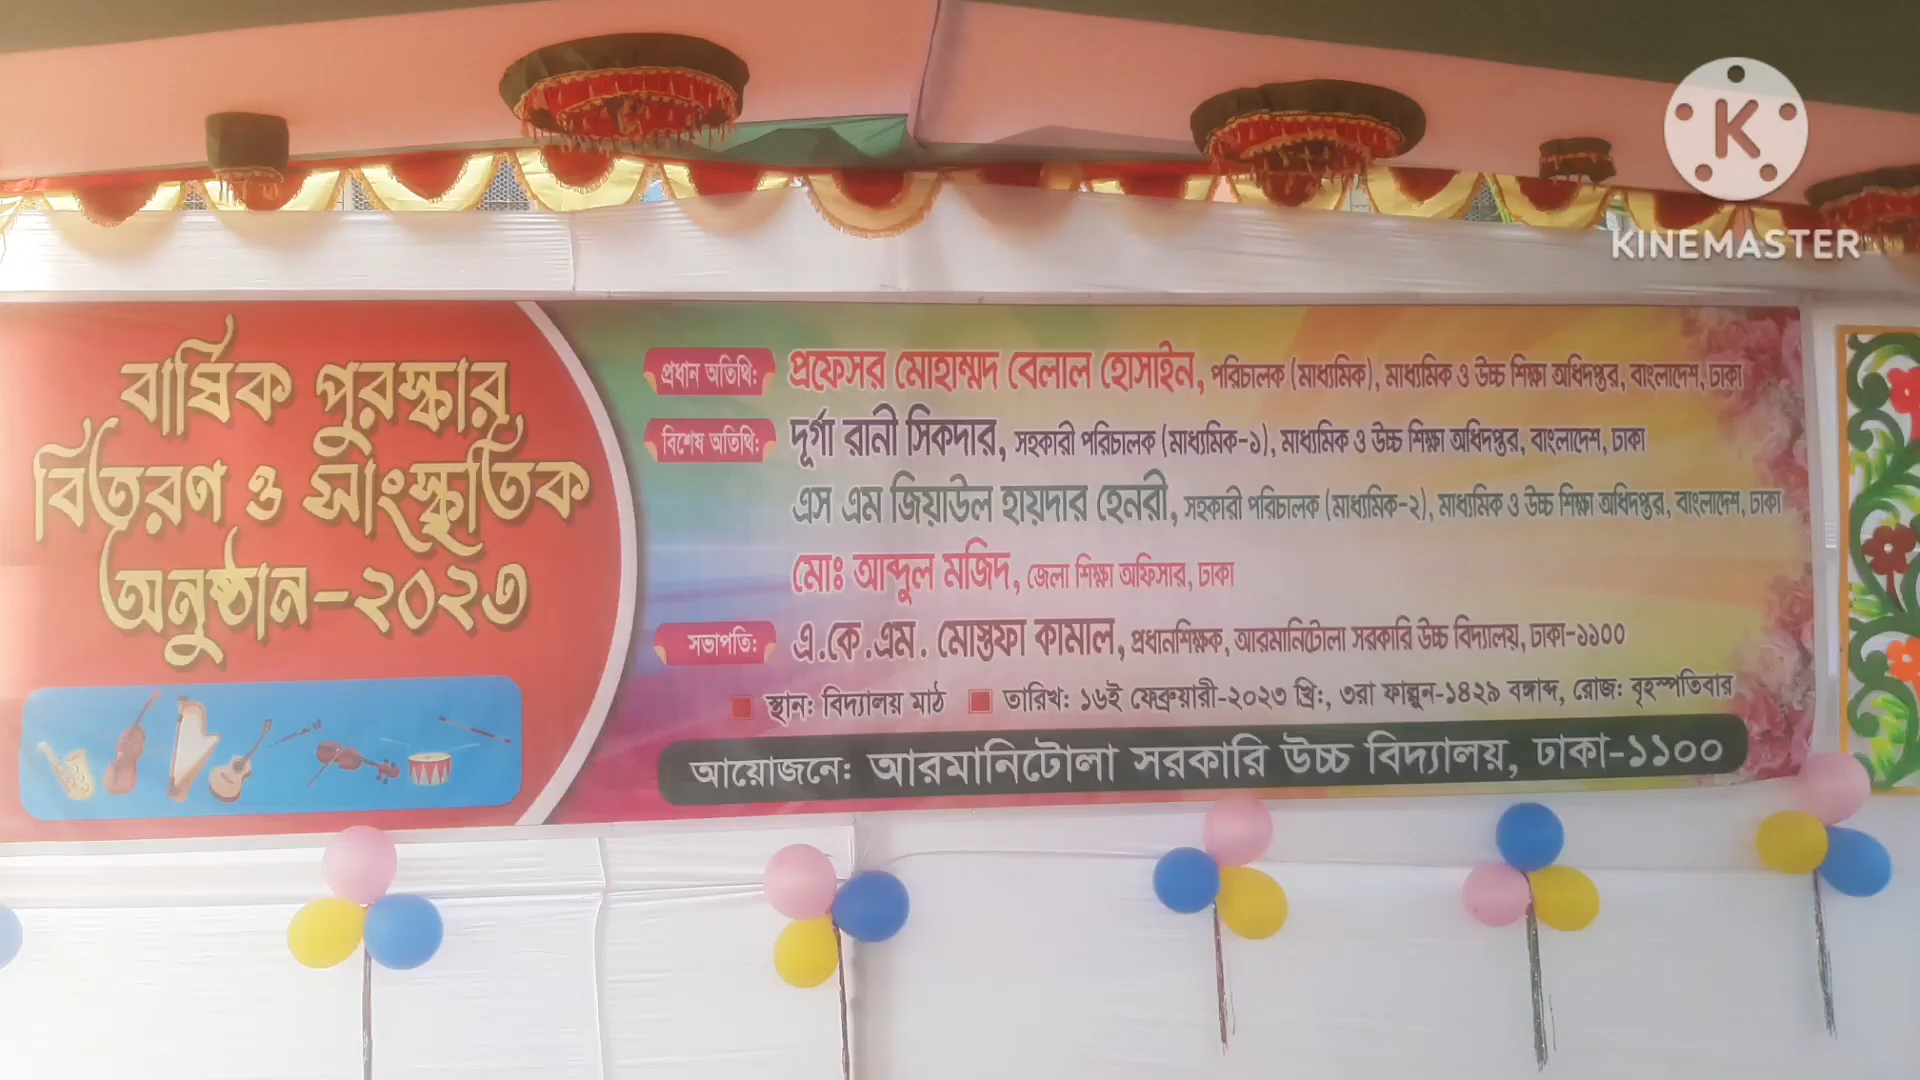 বার্ষিক পুরস্কার
বিতরণ ও সাংস্কৃতিক
অনুষ্ঠান-২০২৩
প্রধান অতিথি: প্রফেসর মোহাম্মদ বেলাল হোসাইন, পরিচালক (মাধ্যমিক), মাধ্যমিক ও উচ্চ শিক্ষা অধিদপ্তর, বাংলাদেশ, ঢাকা
বিশেষ অতিথি: দূর্গা রানী সিকদার, সহকারী পরিচালক (মাধ্যমিক-১), মাধ্যমিক ও উচ্চ শিক্ষা অধিদপ্তর, বাংলাদেশ, ঢাকা
এস এম জিয়াউল হায়দার হেনরী, সহকারী পরিচালক (মাধ্যমিক-২), মাধ্যমিক ও উচ্চ শিক্ষা অধিদপ্তর, বাংলাদেশ, ঢাকা
মোঃ আব্দুল মজিদ, জেলা শিক্ষা অফিসার, ঢাকা
সভাপতি: এ.কে.এম. মোস্তফা কামাল, প্রধানশিক্ষক, আরমানিটোলা সরকারি উচ্চ বিদ্যালয়, ঢাকা-১১০০
স্থান: বিদ্যালয় মাঠ তারিখ: ১৬ই ফেব্রুয়ারী-২০২৩ খ্রি:, ৩রা ফাল্গুন-১৪২৯ বঙ্গাব্দ, রোজ: বৃহস্পতিবার
আয়োজনে: আরমানিটোলা সরকারি উচ্চ বিদ্যালয়, ঢাকা-১১০০
K
KINEMASTER